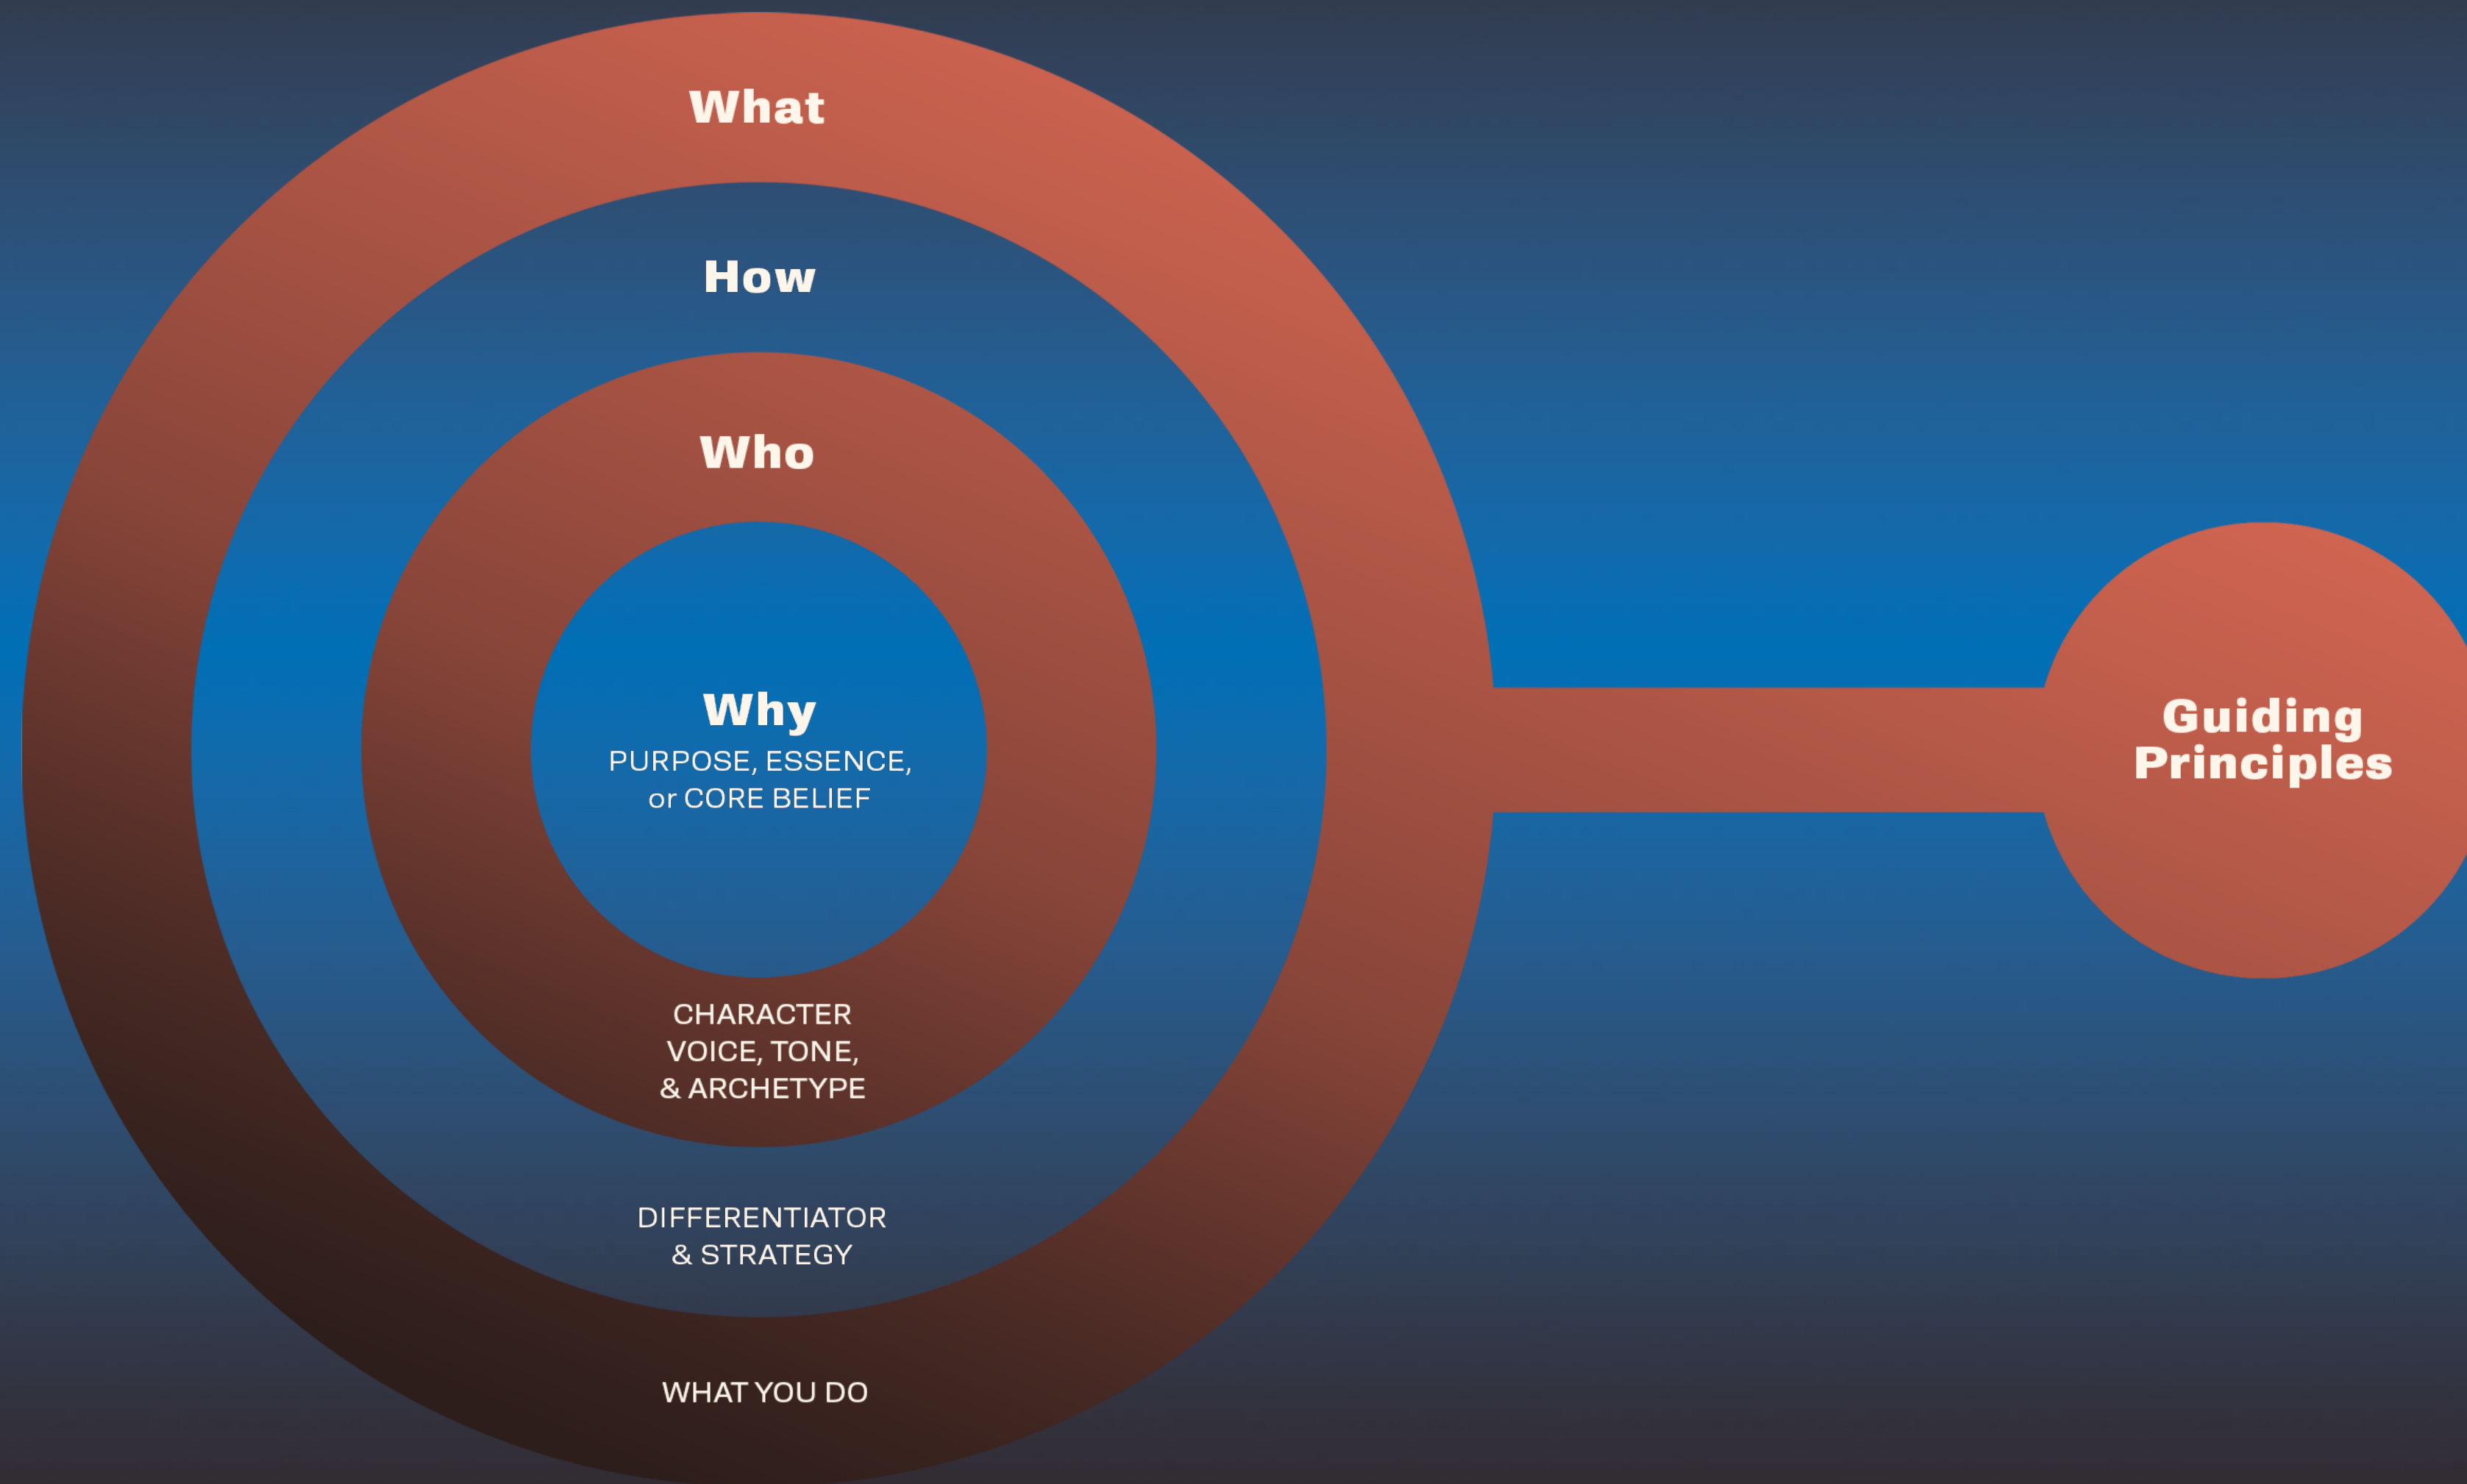 What
How
Who
Why
PURPOSE, ESSENCE,
or CORE BELIEF
CHARACTER
VOICE, TONE,
& ARCHETYPE
DIFFERENTIATOR
& STRATEGY
WHAT YOU DO
Guiding
Principles